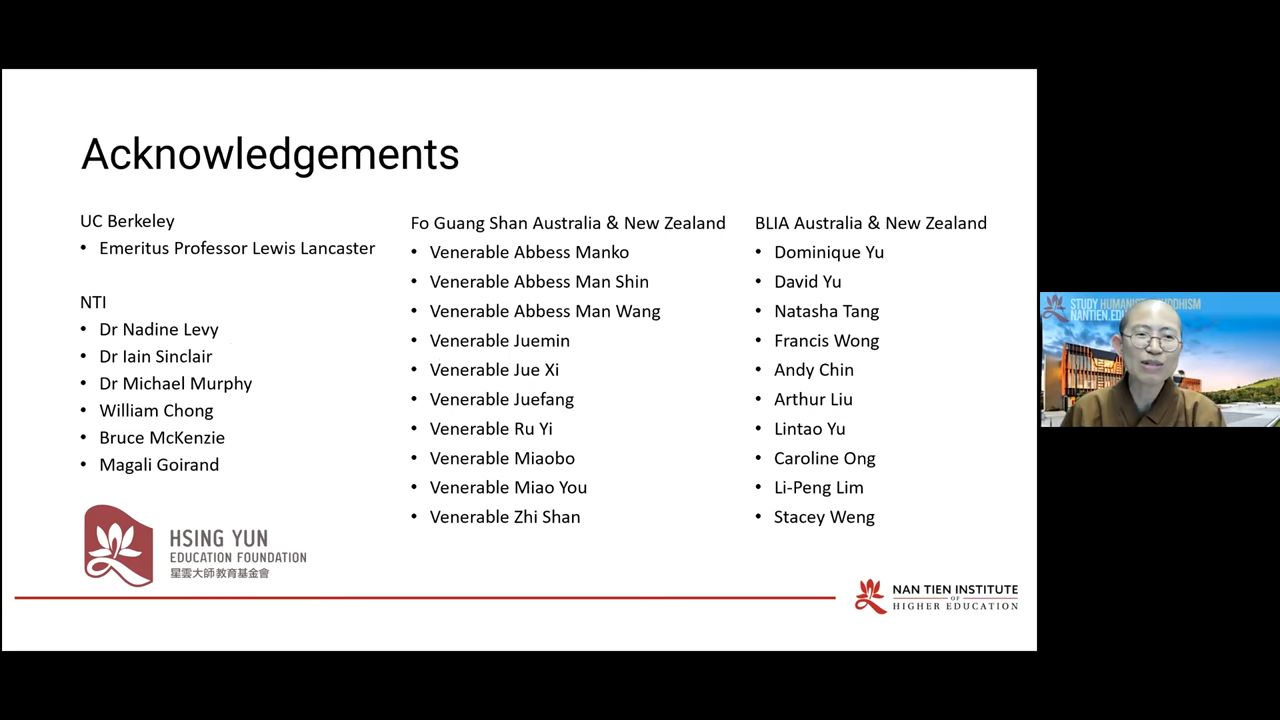 Acknowledgements
UC Berkeley
• Emeritus Professor Lewis Lancaster
NTI
• Dr Nadine Levy
• Dr Iain Sinclair
• Dr Michael Murphy
• William Chong
• Bruce McKenzie
• Magali Goirand
HSING YUN
EDUCATION FOUNDATION
星雲大師教育基金會
Fo Guang Shan Australia & New Zealand
• Venerable Abbess Manko
• Venerable Abbess Man Shin
• Venerable Abbess Man Wang
• Venerable Juemin
• Venerable Jue Xi
• Venerable Juefang
• Venerable Ru Yi
• Venerable Miaobo
• Venerable Miao You
• Venerable Zhi Shan
BLIA Australia & New Zealand
• Dominique Yu
• David Yu
• Natasha Tang
• Francis Wong
• Andy Chin
• Arthur Liu
• Lintao Yu
• Caroline Ong
• Li-Peng Lim
• Stacey Weng
NAN TIEN INSTITUTE
OF
HIGHER EDUCATION
STUDY
NANTIEN.